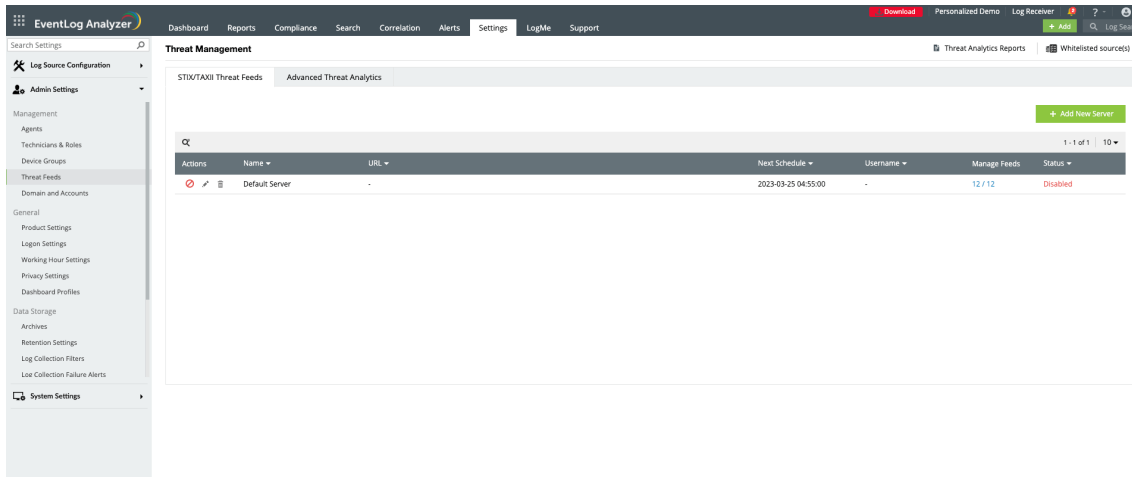 Download Personalized Demo Log Receiver ?
EventLog Analyzer
Dashboard Reports Compliance Search Correlation Alerts Settings LogMe Support
+ Add Log Sear
Search Settings
Threat Management
Threat Analytics Reports Whitelisted source(s)
Log Source Configuration
STIX/TAXII Threat Feeds Advanced Threat Analytics
Admin Settings
Management
+ Add New Server
Agents
Technicians & Roles
1 - 1 of 1 10
Device Groups
Actions Name URL Next Schedule Username Manage Feeds Status
Threat Feeds
Default Server - 2023-03-25 04:55:00 - 12 / 12 Disabled
Domain and Accounts
General
Product Settings
Logon Settings
Working Hour Settings
Privacy Settings
Dashboard Profiles
Data Storage
Archives
Retention Settings
Log Collection Filters
Log Collection Failure Alerts
System Settings